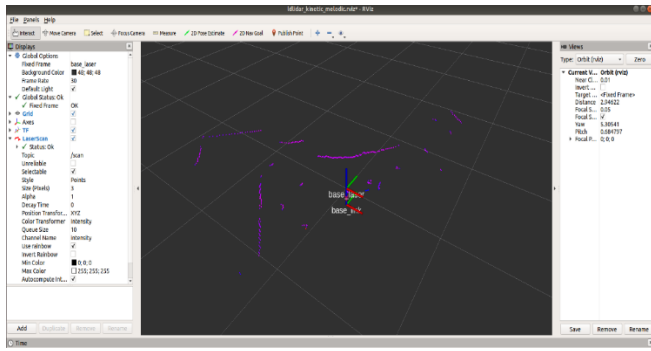 ldlidar_kinetic_melodic.rviz* - RViz
File Panels Help
Interact Move Camera Select Focus Camera Measure 2D Pose Estimate 2D Nav Goal Publish Point
Displays
Global Options
Fixed Frame base_laser
Background Color 48; 48; 48
Frame Rate 30
Default Light
Global Status: Ok
Fixed Frame OK
Grid
Axes
TF
LaserScan
Status: Ok
Topic /scan
Unreliable
Selectable
Style Points
Size (Pixels) 3
Alpha 1
Decay Time 0
Position Transfor... XYZ
Color Transformer Intensity
Queue Size 10
Channel Name intensity
Use rainbow
Invert Rainbow
Min Color 0; 0; 0
Max Color 255; 255; 255
Autocompute Int...
Add Duplicate Remove Rename
Time
base_laser
base_link
Views
Type: Orbit (rviz) Zero
Current V... Orbit (rviz)
Near Cl... 0.01
Invert ...
Target ... <Fixed Frame>
Distance 2.94622
Focal S... 0.05
Focal S...
Yaw 5.30541
Pitch 0.684797
Focal P... 0; 0; 0
Save Remove Rename